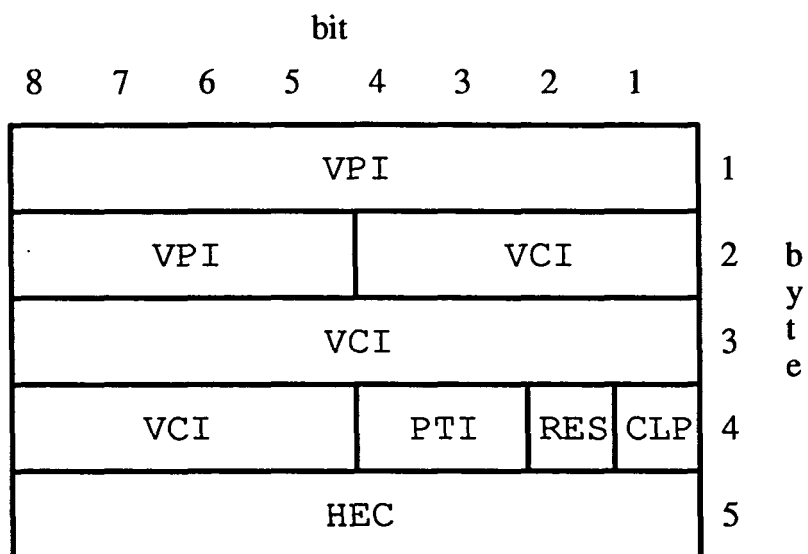 bit
8 7 6 5 4 3 2 1
VPI 1
VPI VCI 2
VCI 3
VCI PTI RES CLP 4
HEC 5
byte